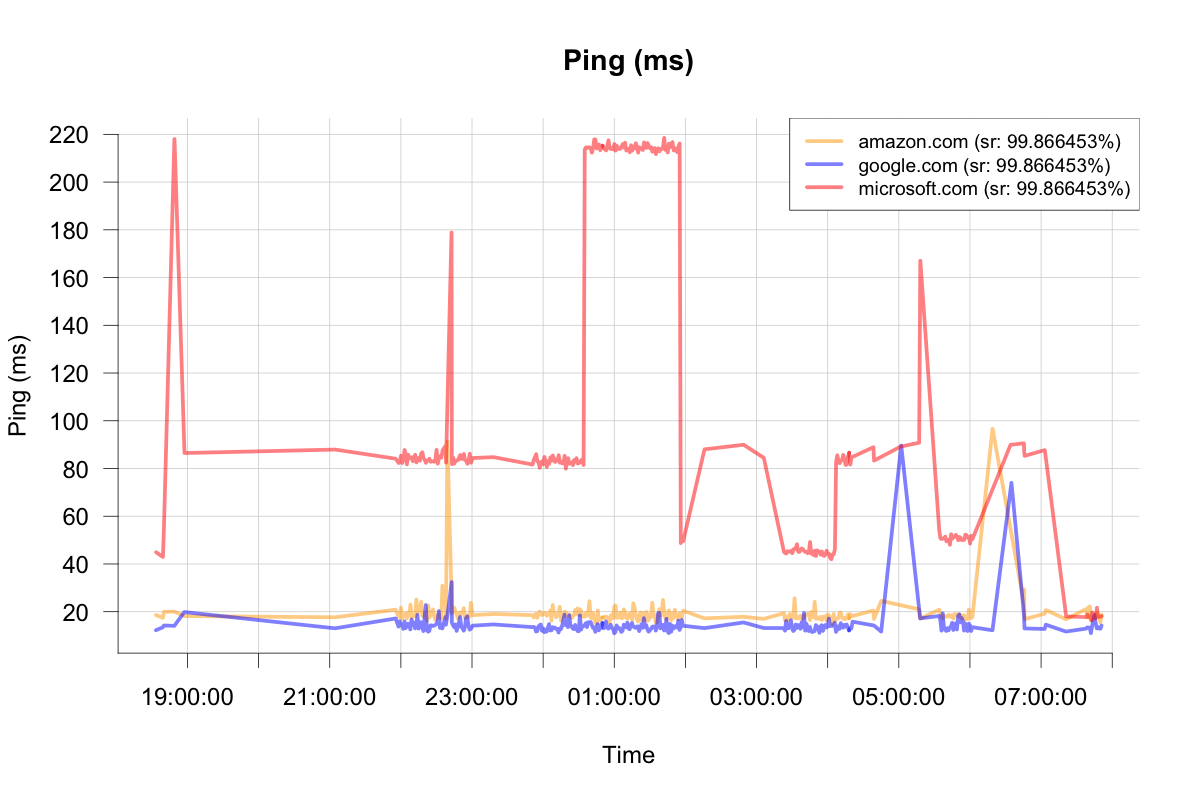 Ping (ms)
amazon.com (sr: 99.866453%)
google.com (sr: 99.866453%)
microsoft.com (sr: 99.866453%)
Ping (ms)
220
200
180
160
140
120
100
80
60
40
20
19:00:00 21:00:00 23:00:00 01:00:00 03:00:00 05:00:00 07:00:00
Time